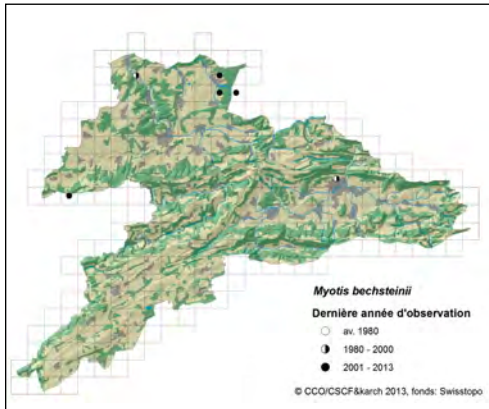 Myotis bechsteinii
Dernière année d'observation
av. 1980
1980 - 2000
2001 - 2013
© CCO/CSCF&karch 2013, fonds: Swisstopo